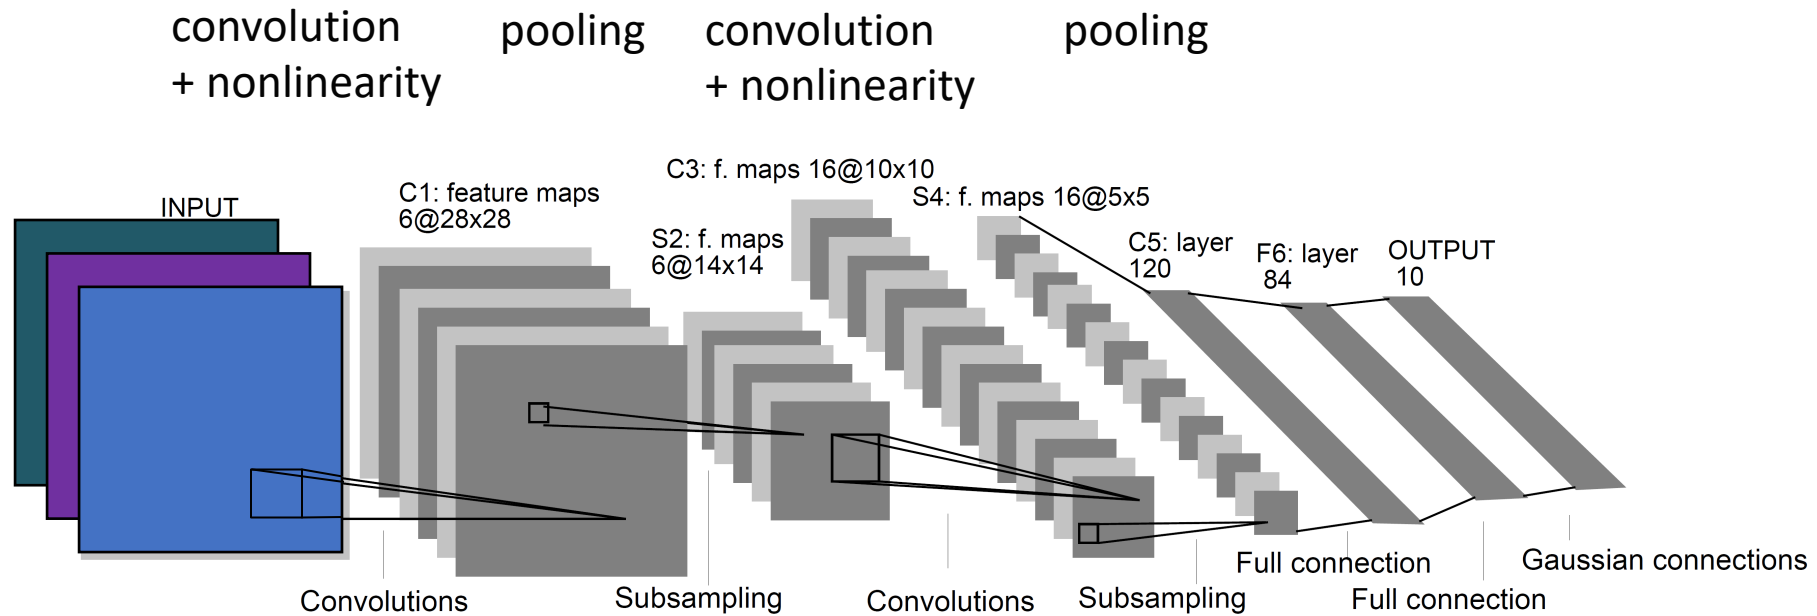 convolution
+ nonlinearity
pooling
convolution
+ nonlinearity
pooling
INPUT
C1: feature maps
6@28x28
S2: f. maps
6@14x14
C3: f. maps 16@10x10
S4: f. maps 16@5x5
C5: layer
120
F6: layer
84
OUTPUT
10
Convolutions
Subsampling
Convolutions
Subsampling
Full connection
Full connection
Gaussian connections